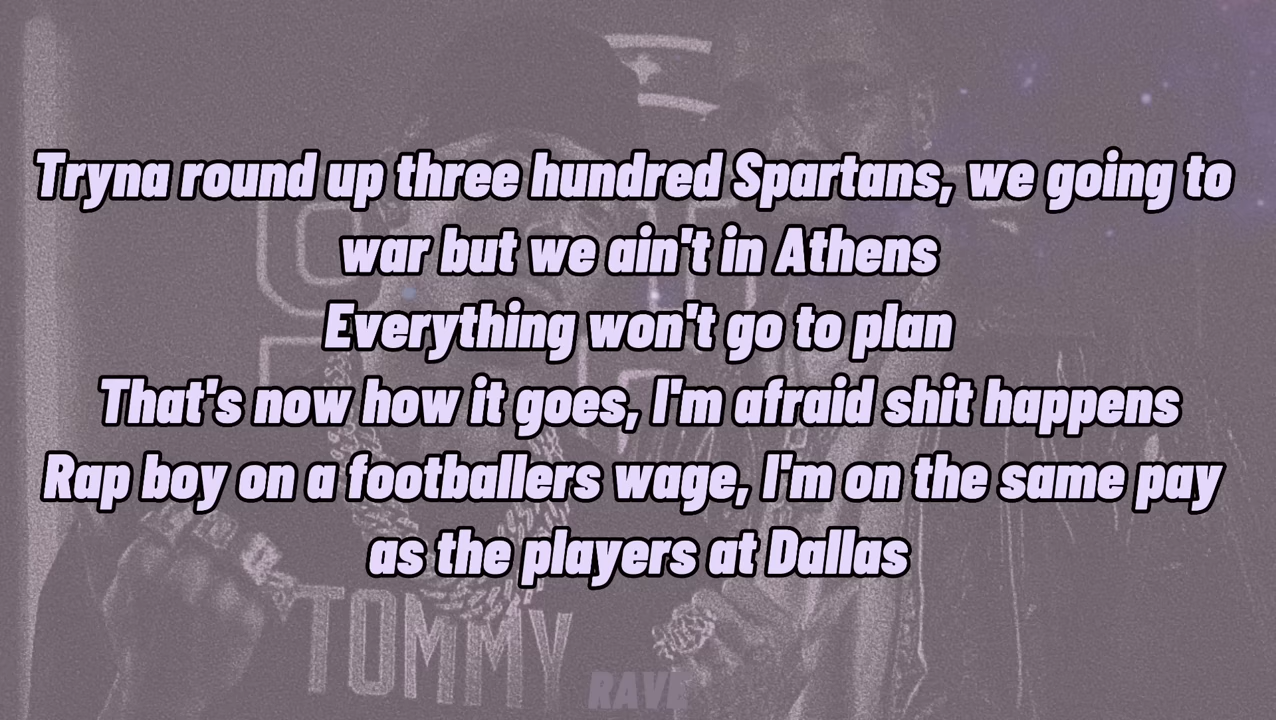 Tryna round up three hundred Spartans, we going to
war but we ain't in Athens
Everything won't go to plan
That's now how it goes, I'm afraid shit happens
Rap boy on a footballers wage, I'm on the same pay
as the players at Dallas
TOMMY
RAVE